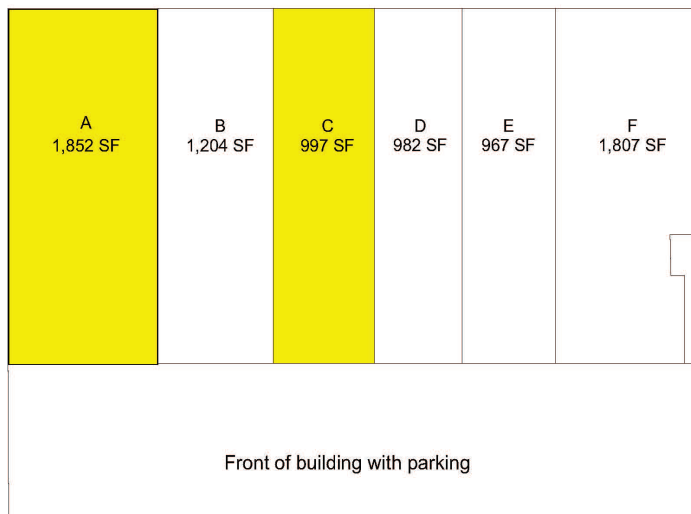 A
1,852 SF
B
1,204 SF
C
997 SF
D
982 SF
E
967 SF
F
1,807 SF
Front of building with parking